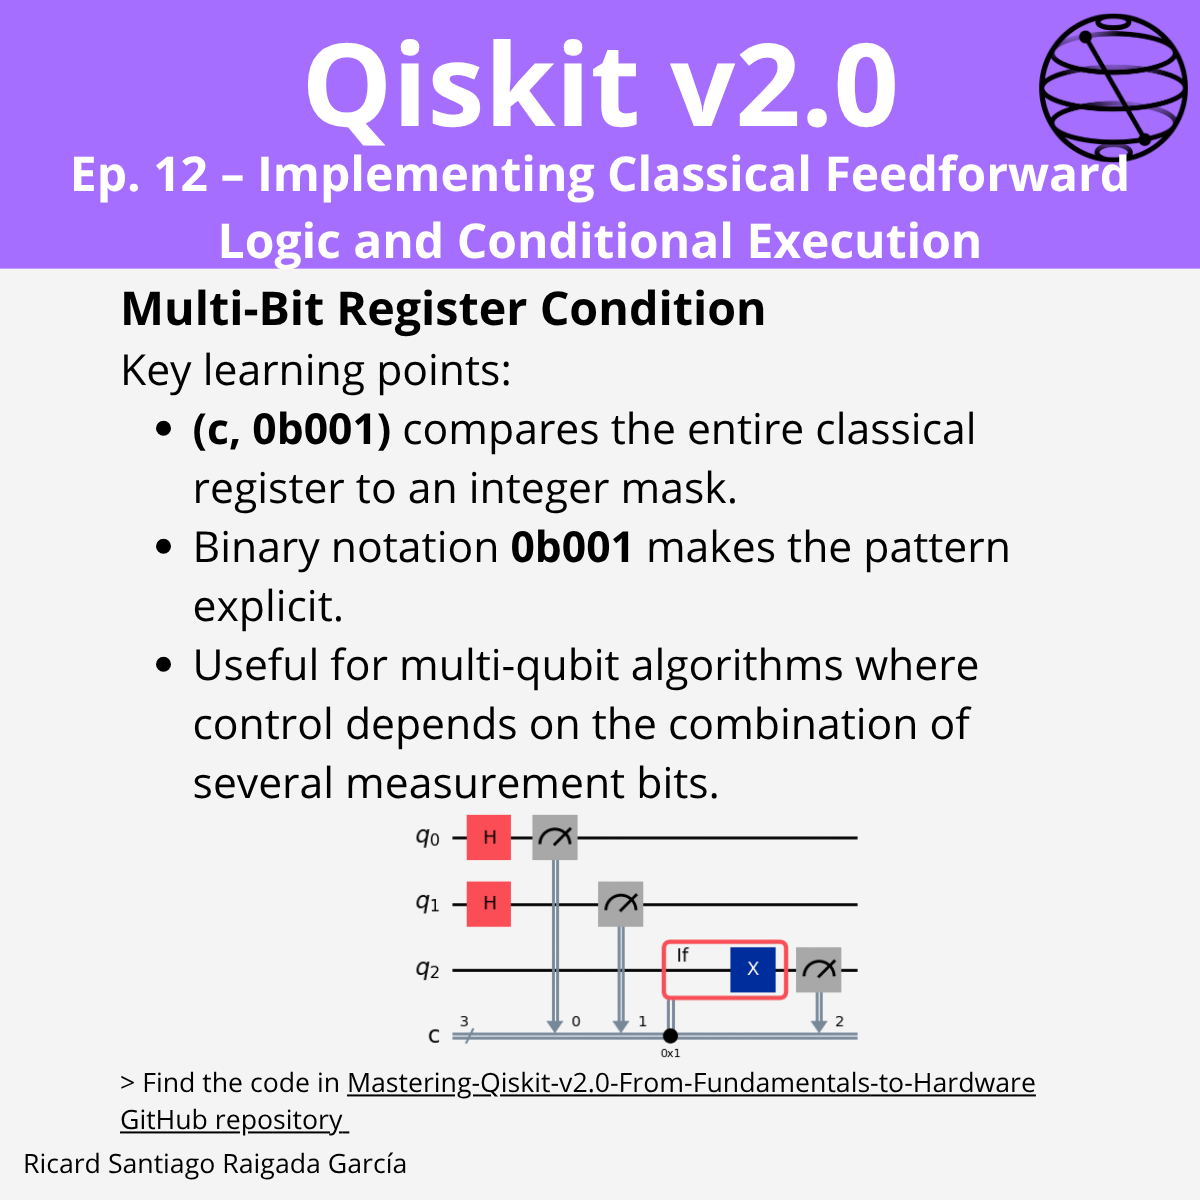 Qiskit v2.0
Ep. 12 – Implementing Classical Feedforward
Logic and Conditional Execution
Multi-Bit Register Condition
Key learning points:
• (c, 0b001) compares the entire classical
register to an integer mask.
• Binary notation 0b001 makes the pattern
explicit.
• Useful for multi-qubit algorithms where
control depends on the combination of
several measurement bits.
q0 H
q1 H
q2 If X
c 3 0 1 2
0x1
> Find the code in Mastering-Qiskit-v2.0-From-Fundamentals-to-Hardware
GitHub repository
Ricard Santiago Raigada García